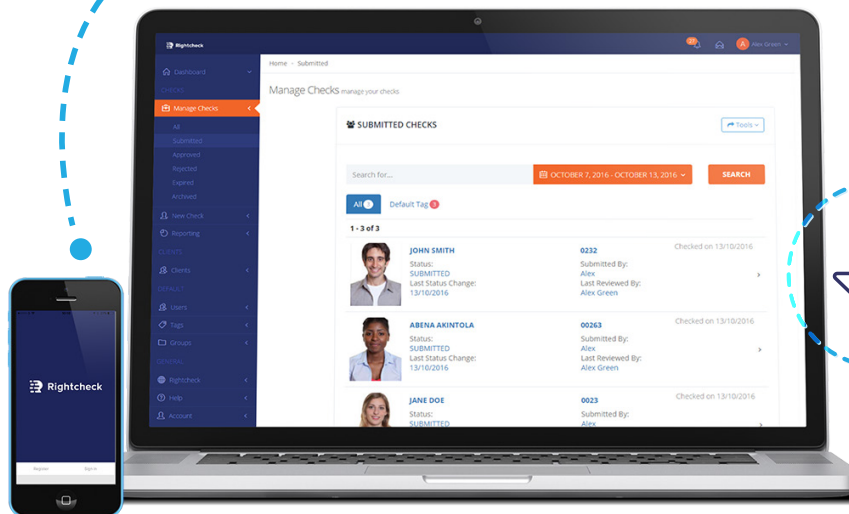 Rightcheck
27
A
Alex Green
Dashboard
Home - Submitted
CHECKS
Manage Checks manage your checks
Manage Checks
All
Submitted
Approved
Rejected
Expired
Archived
New Check
Reporting
CLIENTS
Clients
DEFAULT
Users
Tags
Groups
GENERAL
Rightcheck
Help
Account
SUBMITTED CHECKS
Tools
Search for...
OCTOBER 7, 2016 - OCTOBER 13, 2016
SEARCH
All 3
Default Tag 3
1 - 3 of 3
JOHN SMITH
Status:
SUBMITTED
Last Status Change:
13/10/2016
0232
Submitted By:
Alex
Last Reviewed By:
Alex Green
Checked on 13/10/2016
ABENA AKINTOLA
Status:
SUBMITTED
Last Status Change:
13/10/2016
00263
Submitted By:
Alex
Last Reviewed By:
Alex Green
Checked on 13/10/2016
JANE DOE
Status:
SUBMITTED
0023
Submitted By:
Alex
Checked on 13/10/2016
Rightcheck
Register
Sign in